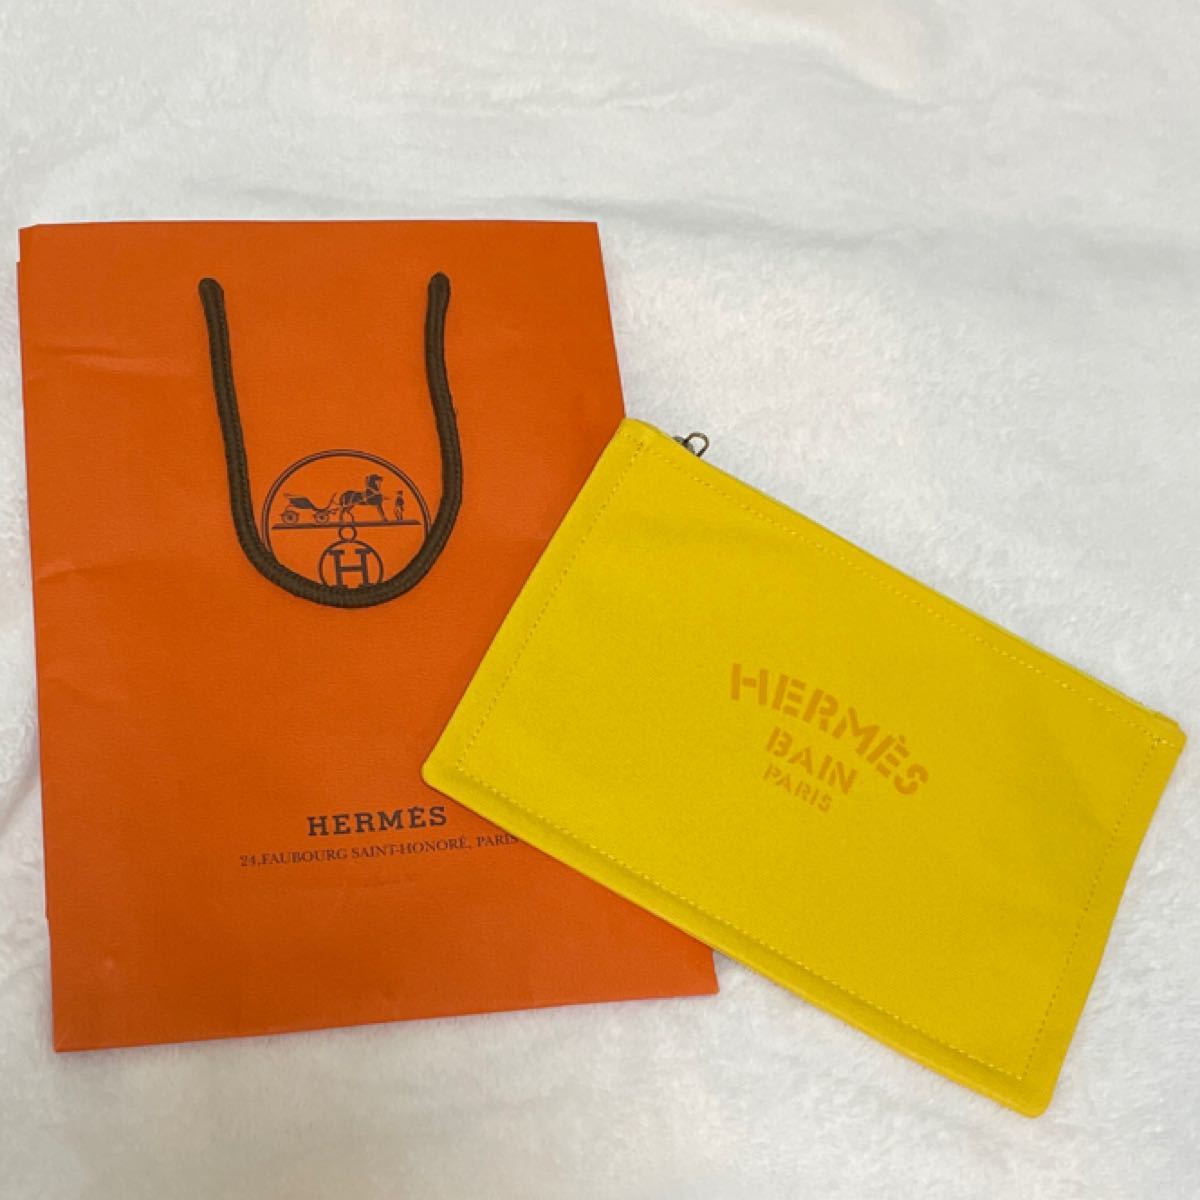 H
HERMÈS
24, FAUBOURG SAINT-HONORÉ, PARIS
HERMÈS
BAIN
PARIS